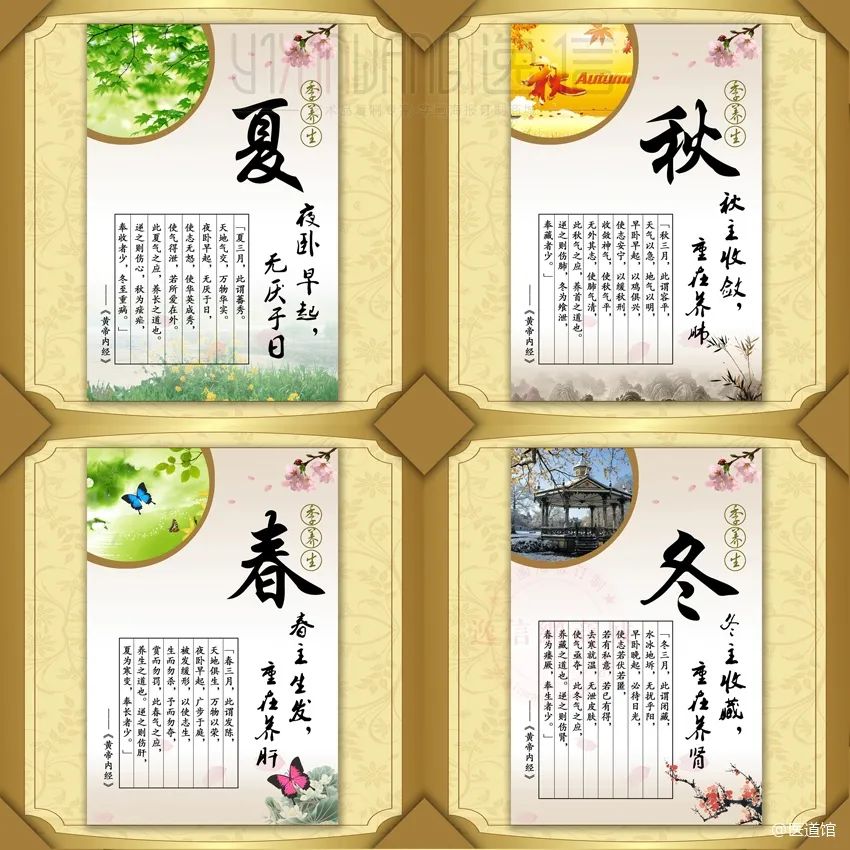 YIXINYANG 逸信
季养生
夏
夜卧早起，
无厌于日
「夏三月，此谓蕃秀。
天地气交，万物华实。
夜卧早起，无厌于日，
使志无怒，使华英成秀，
使气得泄，若所爱在外。
此夏气之应，养长之道也。
逆之则伤心，秋为痎疟，
奉收者少，冬至重病。」
——《黄帝内经》
秋 Autumn
季养生
秋
秋主收敛，
重在养肺
「秋三月，此谓容平，
天气以急，地气以明，
早卧早起，以鸡俱兴，
使志安宁，以缓秋刑，
收敛神气，使秋气平，
无外其志，使肺气清，
此秋气之应，养首之道也。
逆之则伤肺，冬为飧泄，
奉藏者少。」
——《黄帝内经》
季养生
春
春主生发，
重在养肝
「春三月，此谓发陈，
天地俱生，万物以荣，
夜卧早起，广步于庭，
被发缓形，以使志生，
生而勿杀，予而勿夺，
赏而勿罚，此春气之应，
养生之道也。逆之则伤肝，
夏为寒变，奉长者少。」
——《黄帝内经》
季养生
冬
冬主收藏，
重在养肾
「冬三月，此谓闭藏，
水冰地坼，无扰乎阳，
早卧晚起，必待日光，
使志若伏若匿，
若有私意，若已有得，
去寒就温，无泄皮肤，
使气亟夺，此冬气之应，
养藏之道也。逆之则伤肾，
春为痿厥，奉生者少。」
——《黄帝内经》
@医道馆